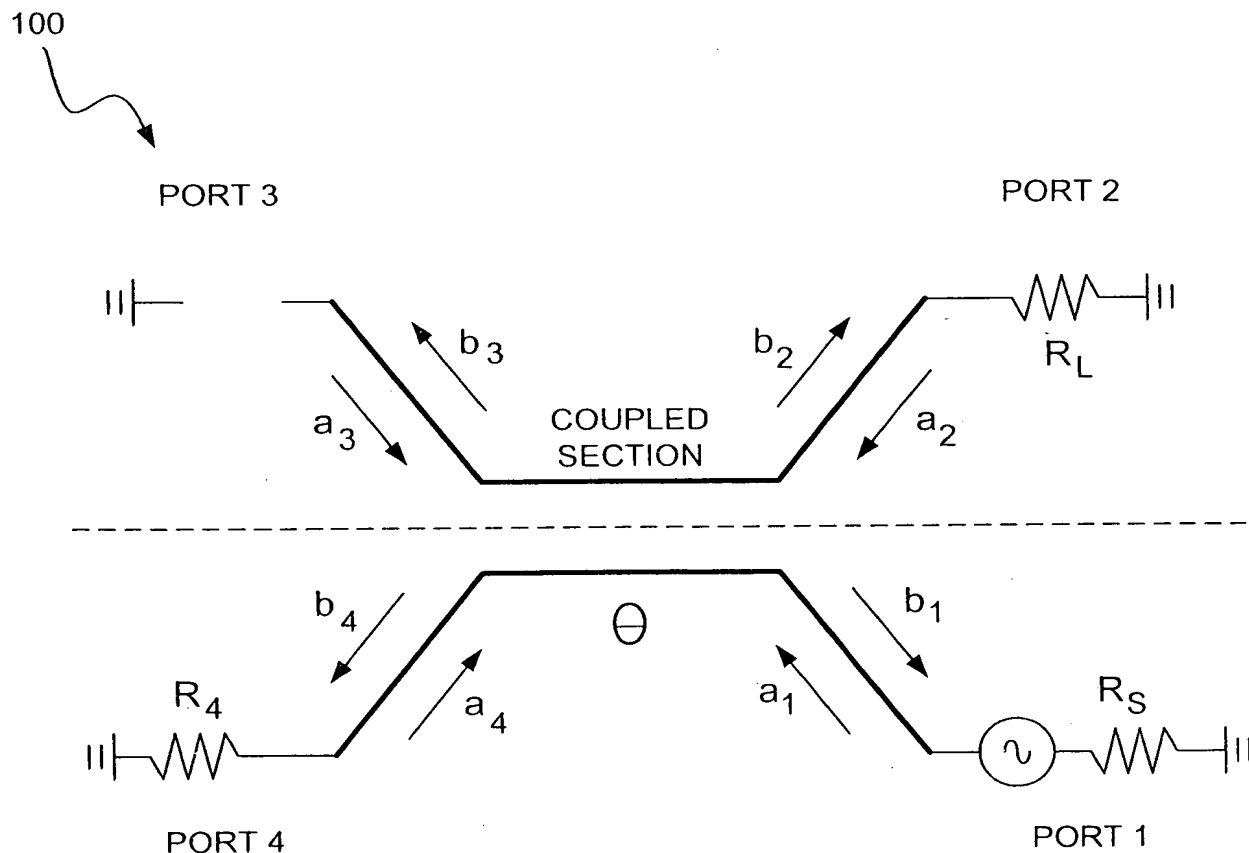 100
PORT 3
PORT 2
b3
b2
RL
a3
COUPLED
SECTION
a2
b4
Θ
b1
R4
a4
a1
RS
PORT 4
PORT 1